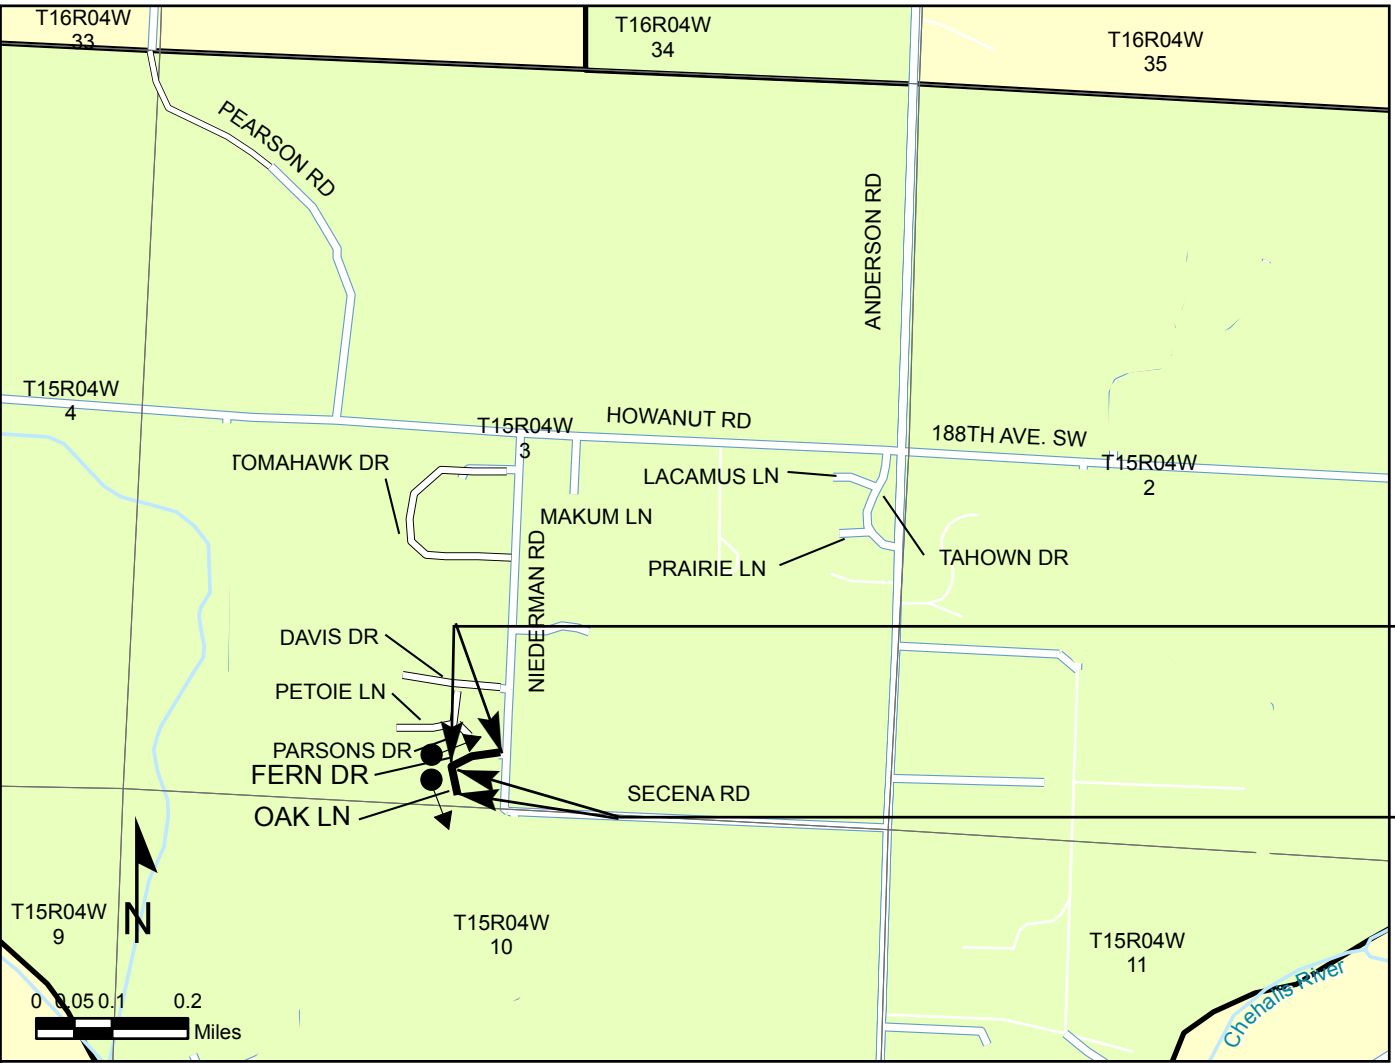 T16R04W
33
T16R04W
34
T16R04W
35
PEARSON RD
ANDERSON RD
T15R04W
4
HOWANUT RD
T15R04W
3
188TH AVE. SW
T15R04W
2
TOMAHAWK DR
LACAMUS LN
MAKUM LN
TAHOWN DR
PRAIRIE LN
NIEDERMAN RD
DAVIS DR
PETOIE LN
PARSONS DR
FERN DR
SECENA RD
OAK LN
T15R04W
9
N
T15R04W
10
T15R04W
11
Chehalis River
0 0.05 0.1 0.2
Miles